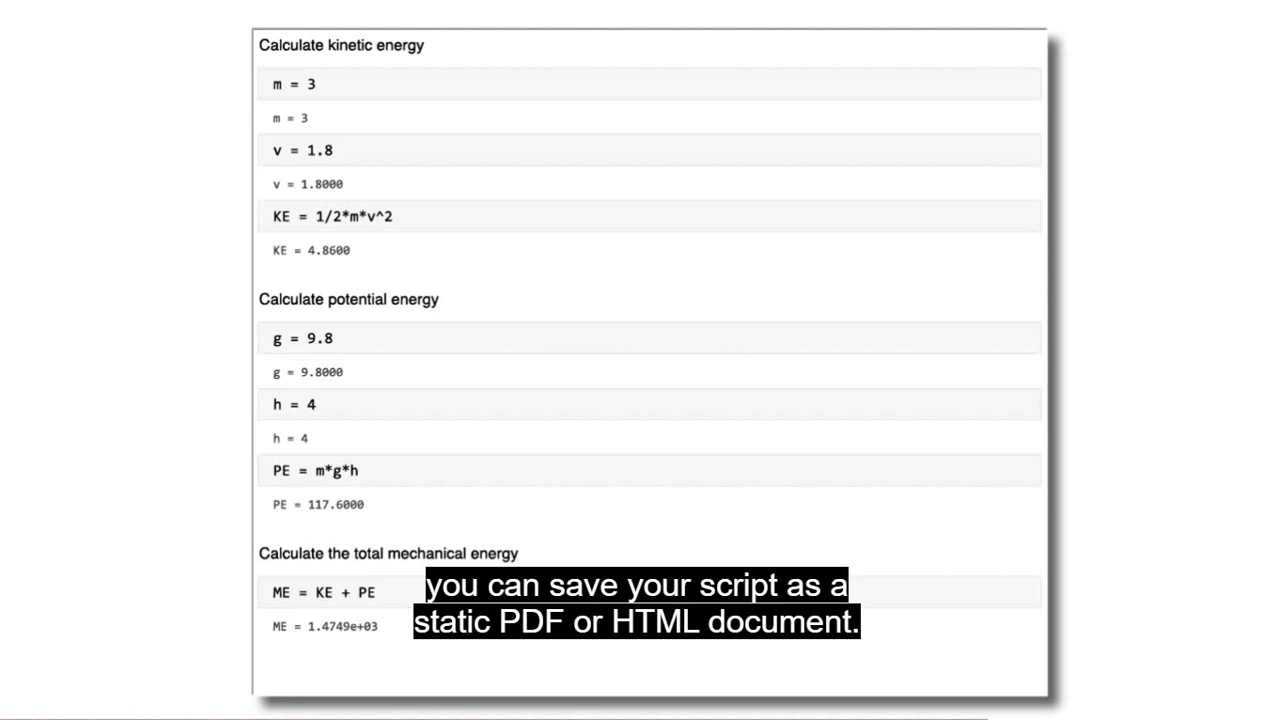 Calculate kinetic energy
m = 3
m = 3
v = 1.8
v = 1.8000
KE = 1/2*m*v^2
KE = 4.8600
Calculate potential energy
g = 9.8
g = 9.8000
h = 4
h = 4
PE = m*g*h
PE = 117.6000
Calculate the total mechanical energy
ME = KE + PE
ME = 1.4749e+03
you can save your script as a
static PDF or HTML document.